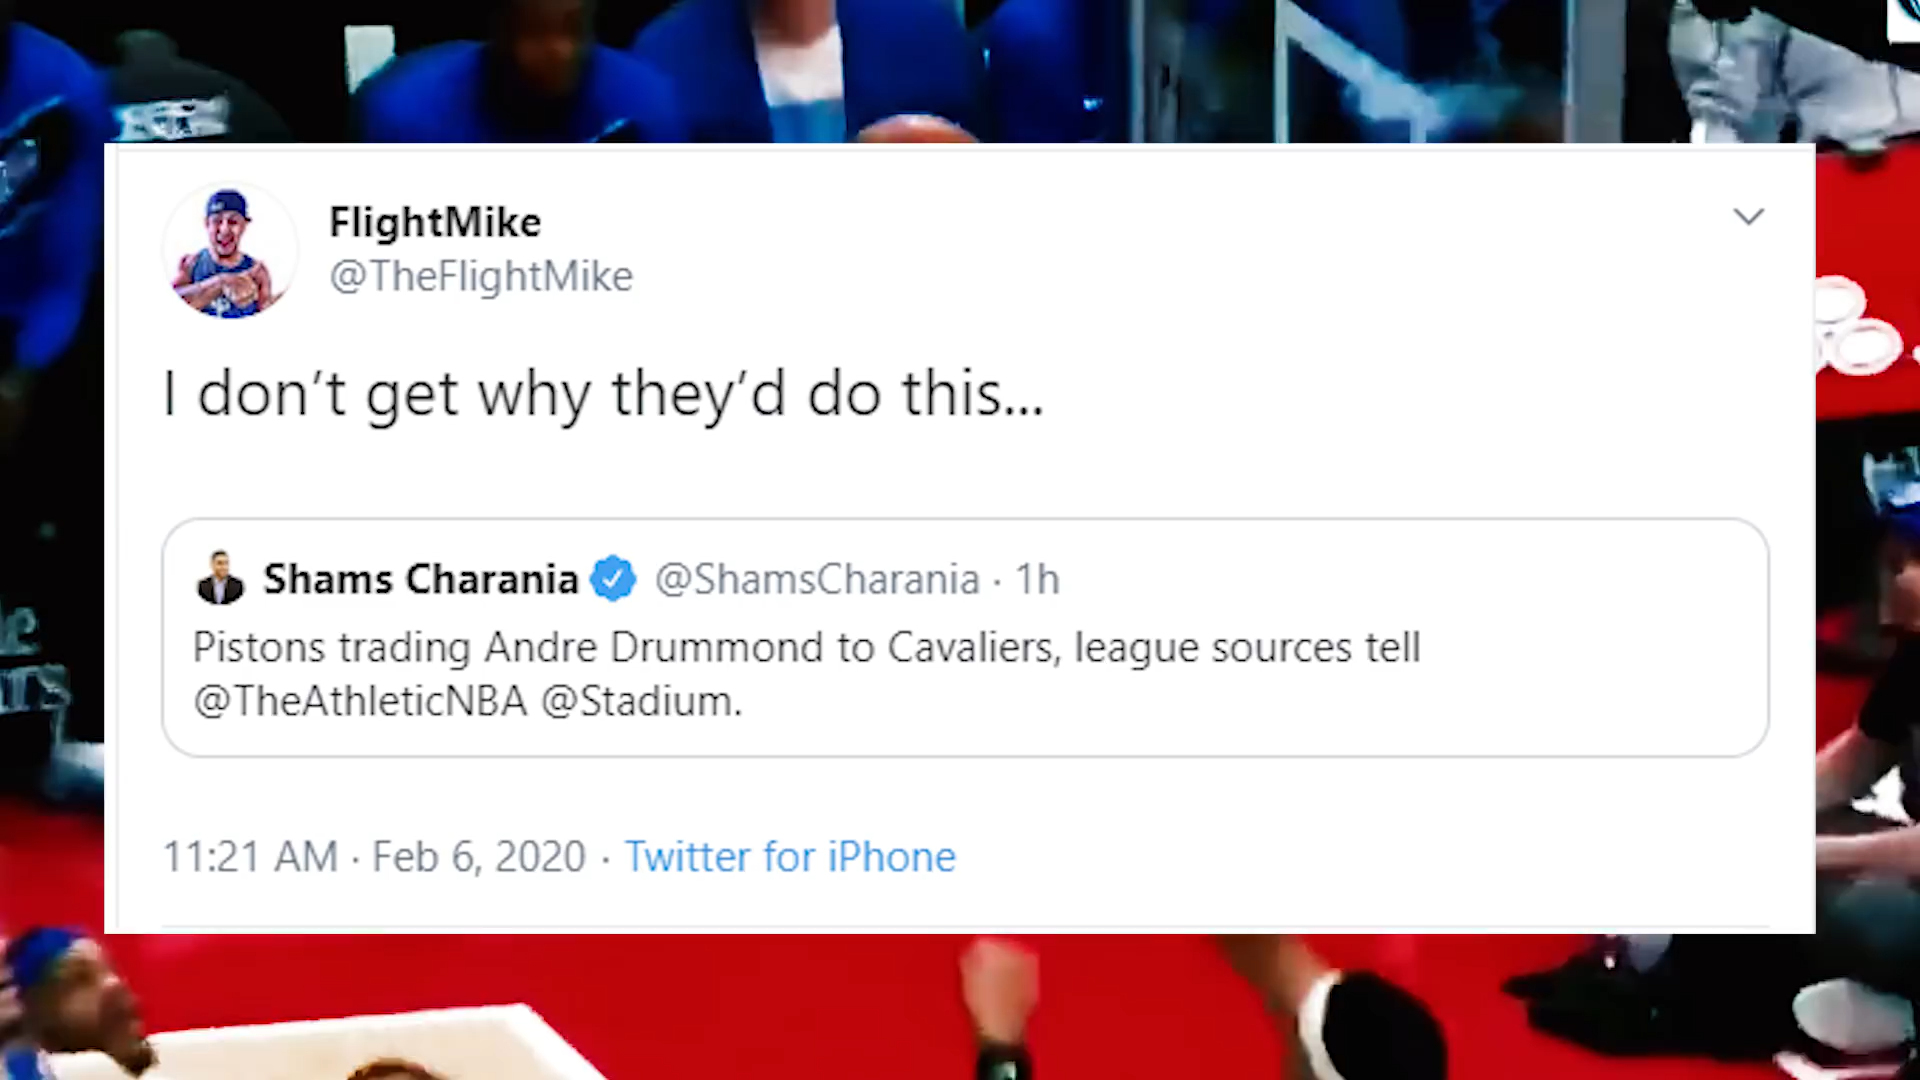 FlightMike
@TheFlightMike
I don't get why they'd do this...
Shams Charania @ShamsCharania · 1h
Pistons trading Andre Drummond to Cavaliers, league sources tell
@TheAthleticNBA @Stadium.
11:21 AM · Feb 6, 2020 · Twitter for iPhone